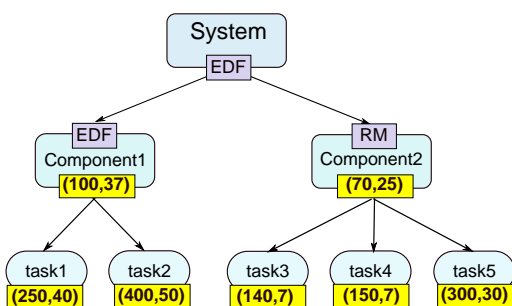 System
EDF
EDF
Component1
(100,37)
RM
Component2
(70,25)
task1
(250,40)
task2
(400,50)
task3
(140,7)
task4
(150,7)
task5
(300,30)